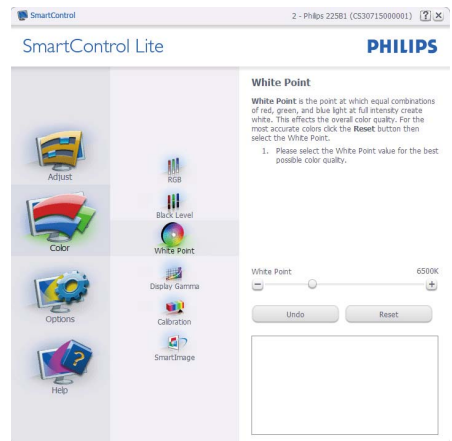 SmartControl
2 - Philips 225B1 (CS30715000001)
?
SmartControl Lite
PHILIPS
Adjust
Color
Options
Help
RGB
Black Level
White Point
Display Gamma
Calibration
SmartImage
White Point
White Point is the point at which equal combinations
of red, green, and blue light at full intensity create
white. This effects the overall color quality. For the
most accurate colors click the Reset button then
select the White Point.
1. Please select the White Point value for the best
possible color quality.
White Point 6500K
Undo
Reset